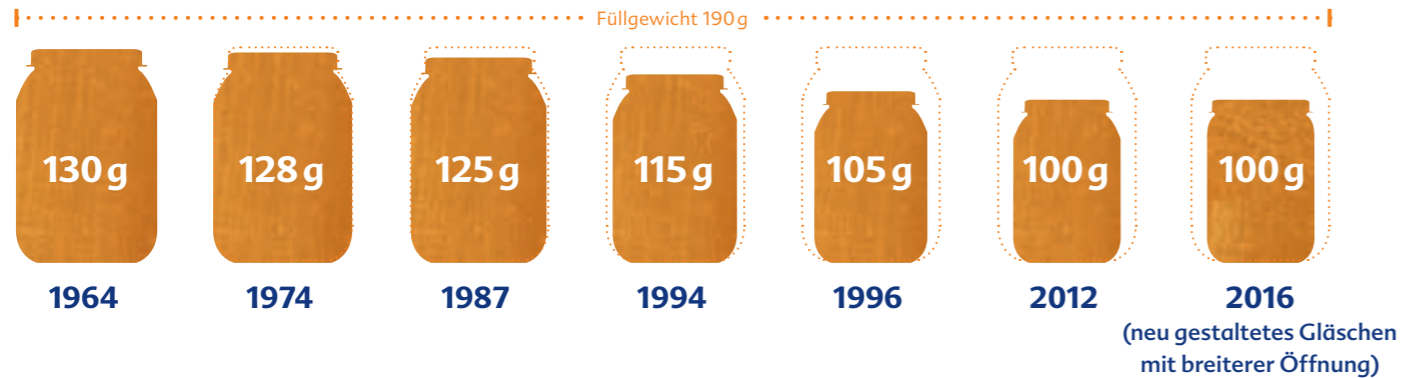 Füllgewicht 190 g
130 g
128 g
125 g
115 g
105 g
100 g
100 g
1964
1974
1987
1994
1996
2012
2016
(neu gestaltetes Gläschen
mit breiterer Öffnung)